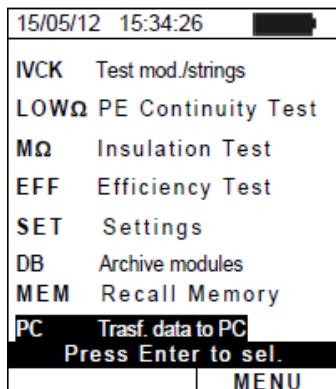 15/05/12 15:34:26
IVCK Test mod./strings
LOWΩ PE Continuity Test
MΩ Insulation Test
EFF Efficiency Test
SET Settings
DB Archive modules
MEM Recall Memory
PC Trasf. data to PC
Press Enter to sel.
MENU